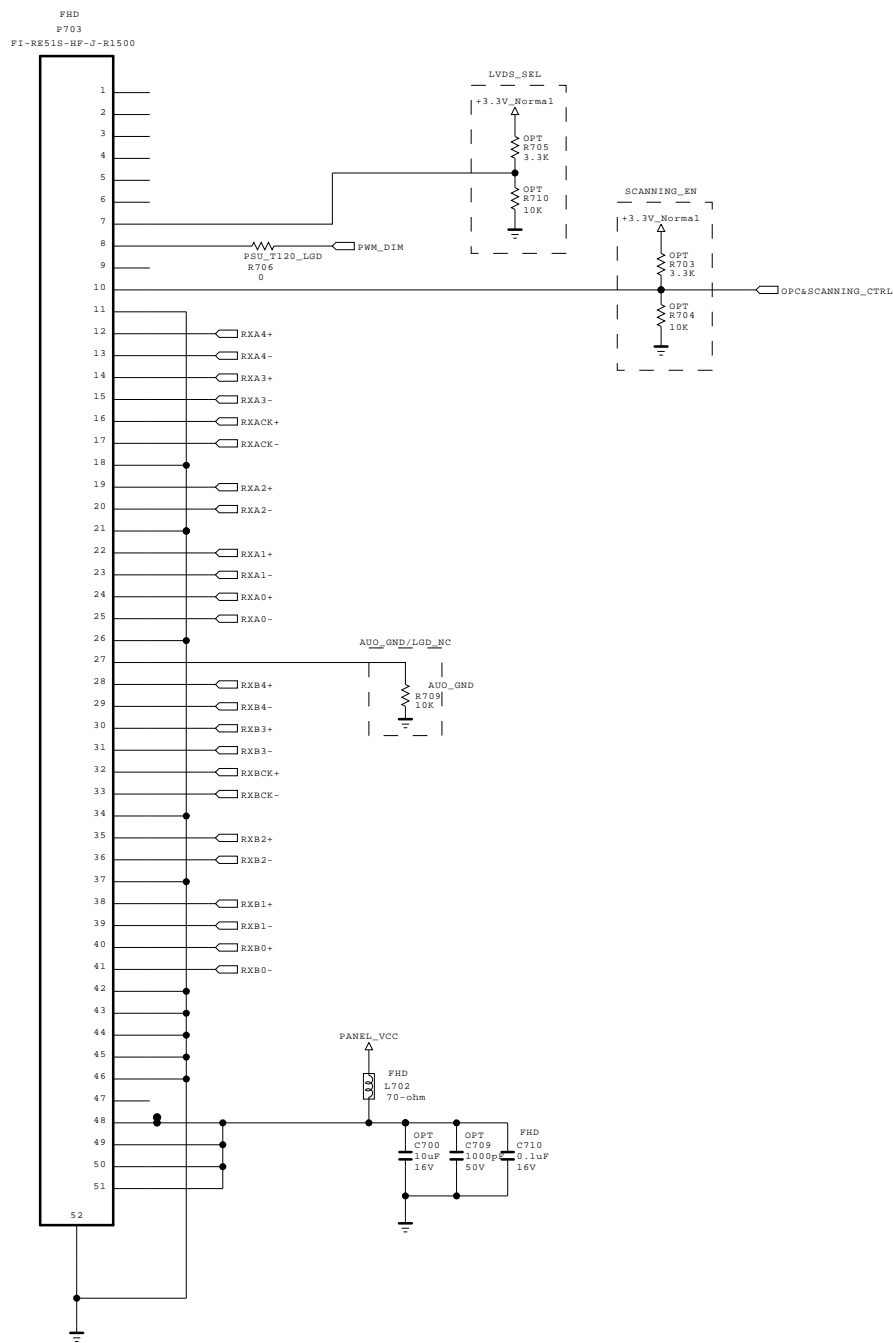 FHD
P703
FI-RE51S-HF-J-R1500
1
2
3
4
5
6
7
8
9
10
11
12
13
14
15
16
17
18
19
20
21
22
23
24
25
26
27
28
29
30
31
32
33
34
35
36
37
38
39
40
41
42
43
44
45
46
47
48
49
50
51
52
LVDS_SEL
+3.3V_Normal
OPT
R705
3.3K
OPT
R710
10K
PWM_DIM
PSU_T120_LGD
R706
0
SCANNING_EN
+3.3V_Normal
OPT
R703
3.3K
OPC&SCANNING_CTRL
OPT
R704
10K
RXA4+
RXA4-
RXA3+
RXA3-
RXACK+
RXACK-
RXA2+
RXA2-
RXA1+
RXA1-
RXA0+
RXA0-
AUO_GND/LGD_NC
AUO_GND
R709
10K
RXB4+
RXB4-
RXB3+
RXB3-
RXBCK+
RXBCK-
RXB2+
RXB2-
RXB1+
RXB1-
RXB0+
RXB0-
PANEL_VCC
FHD
L702
70-ohm
OPT
C700
10uF
16V
OPT
C709
1000pF
50V
FHD
C710
0.1uF
16V